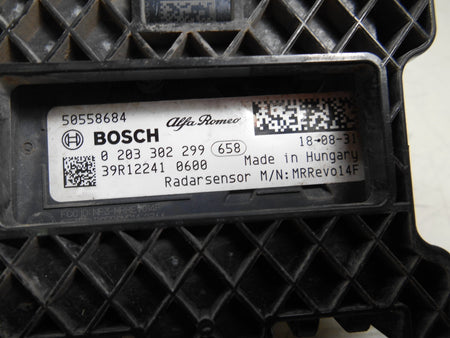 50558684 Alfa Romeo
BOSCH 18-08-31
0 203 302 299 658 Made in Hungary
39R12241 0600
Radarsensor M/N:MRRevo14F